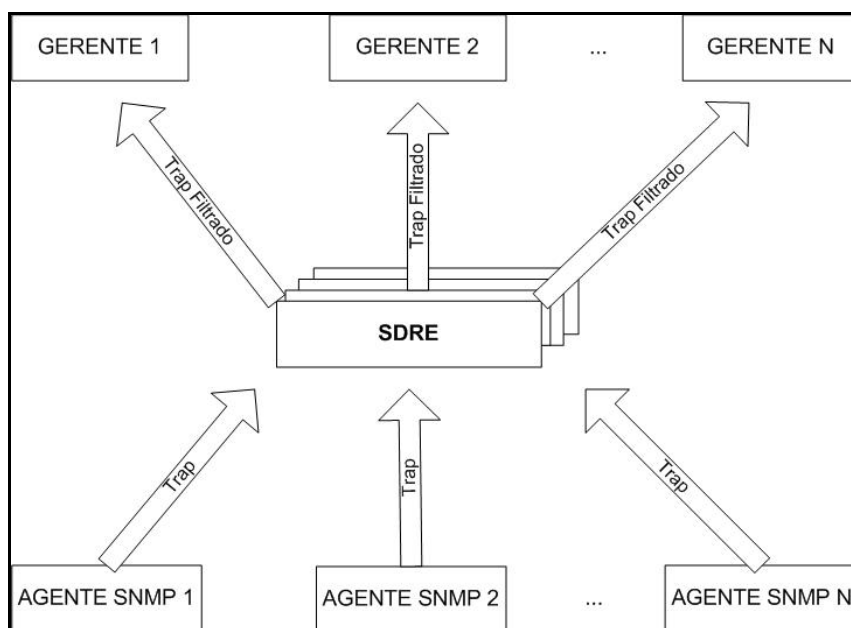 GERENTE 1
GERENTE 2
...
GERENTE N
Trap Filtrado
Trap Filtrado
Trap Filtrado
SDRE
Trap
Trap
Trap
AGENTE SNMP 1
AGENTE SNMP 2
...
AGENTE SNMP N